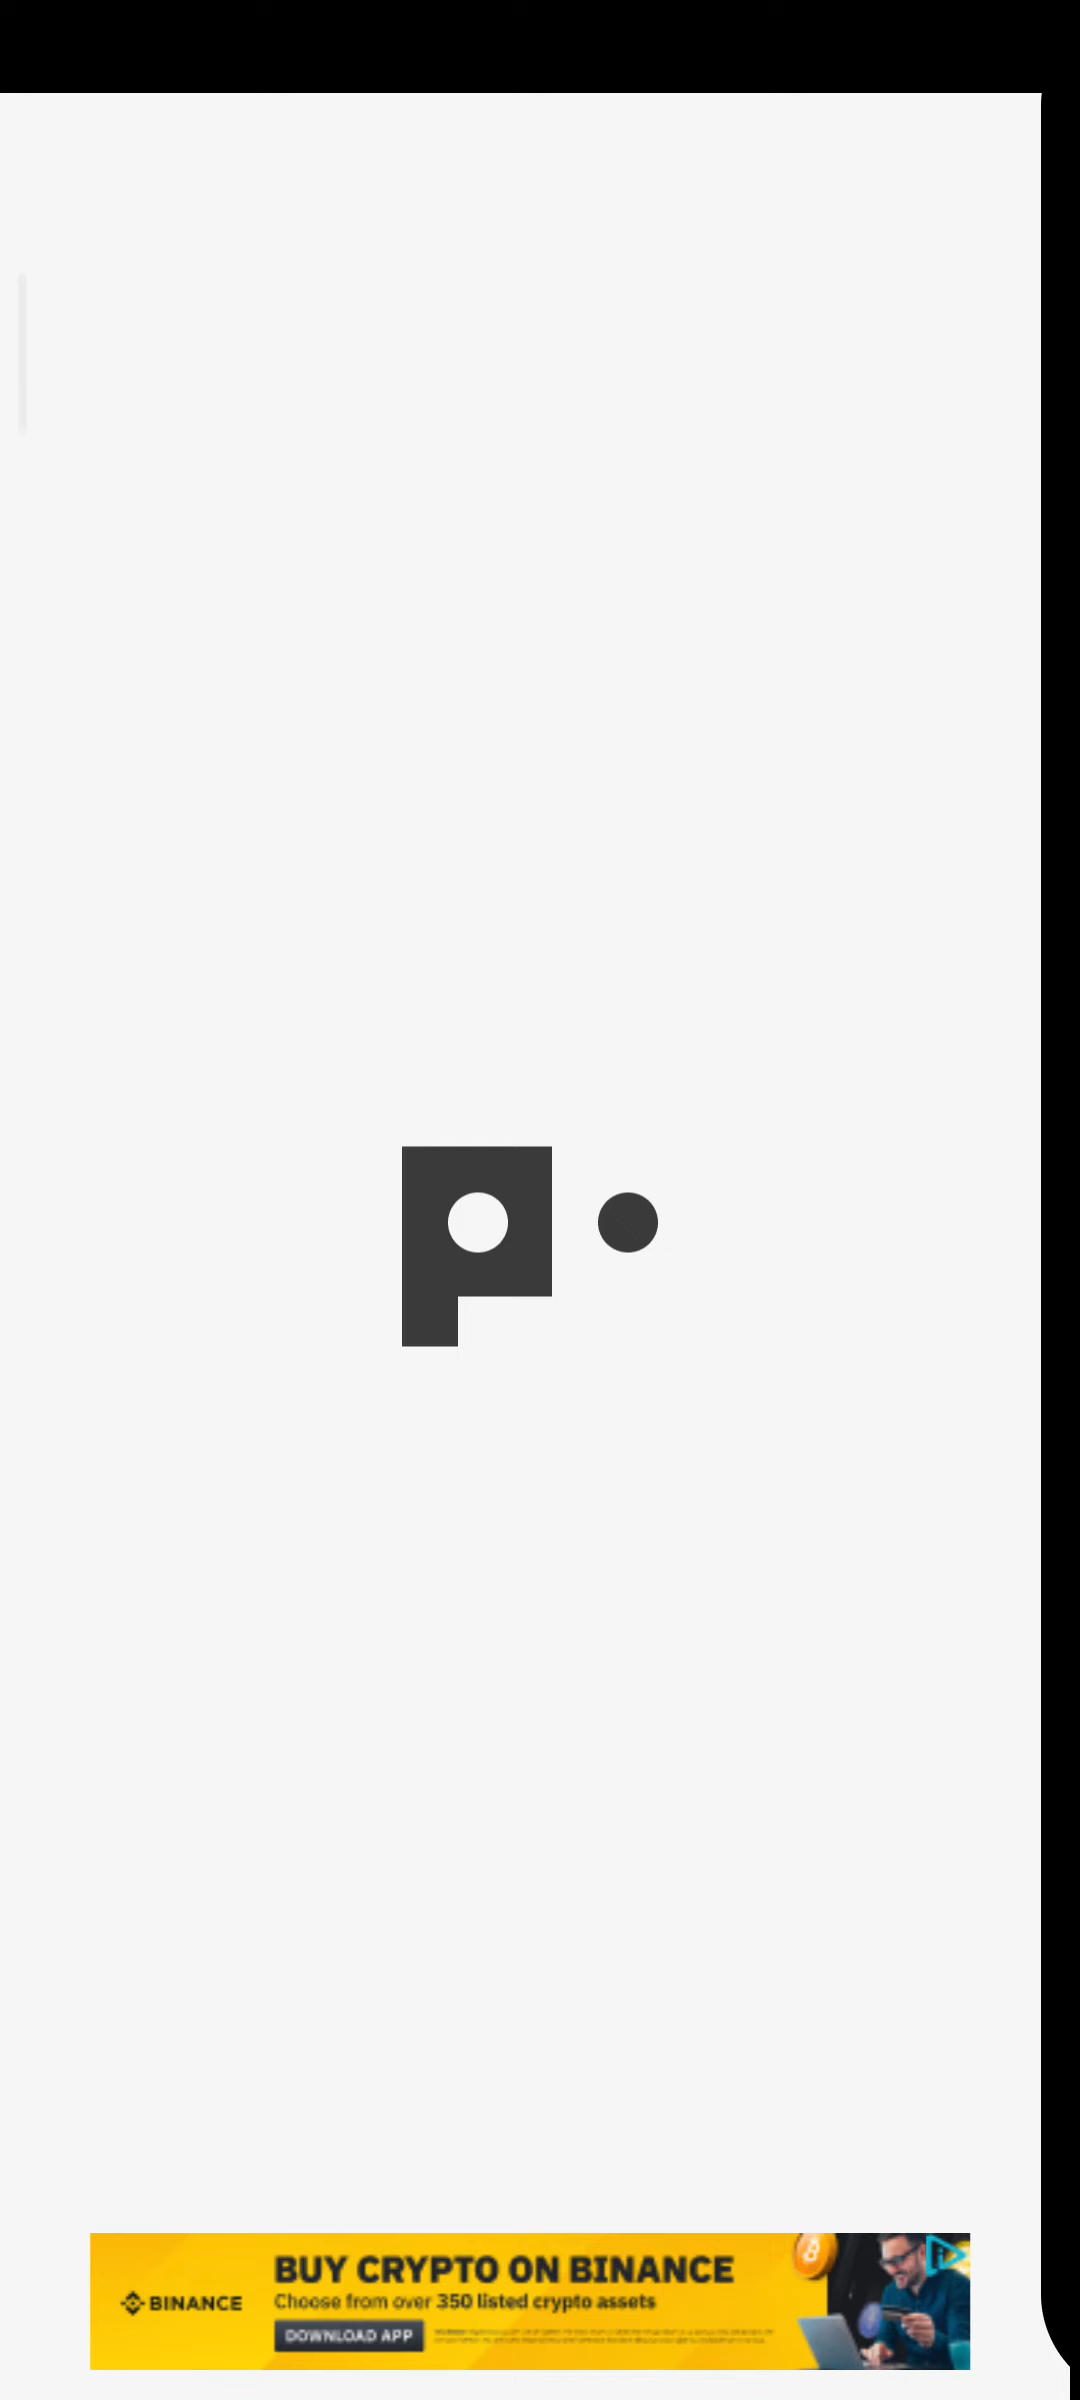 p
BINANCE
BUY CRYPTO ON BINANCE
Choose from over 350 listed crypto assets
DOWNLOAD APP